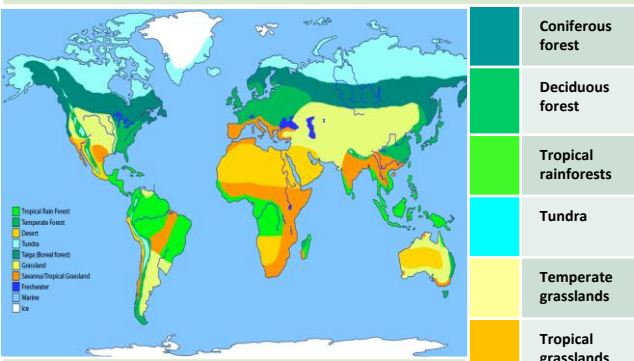 Tropical Rain Forest
Temperate Forest
Desert
Tundra
Taiga (Boreal forest)
Grassland
Savanna/Tropical Grassland
Freshwater
Marine
Ice
Coniferous
forest
Deciduous
forest
Tropical
rainforests
Tundra
Temperate
grasslands
Tropical
grasslands